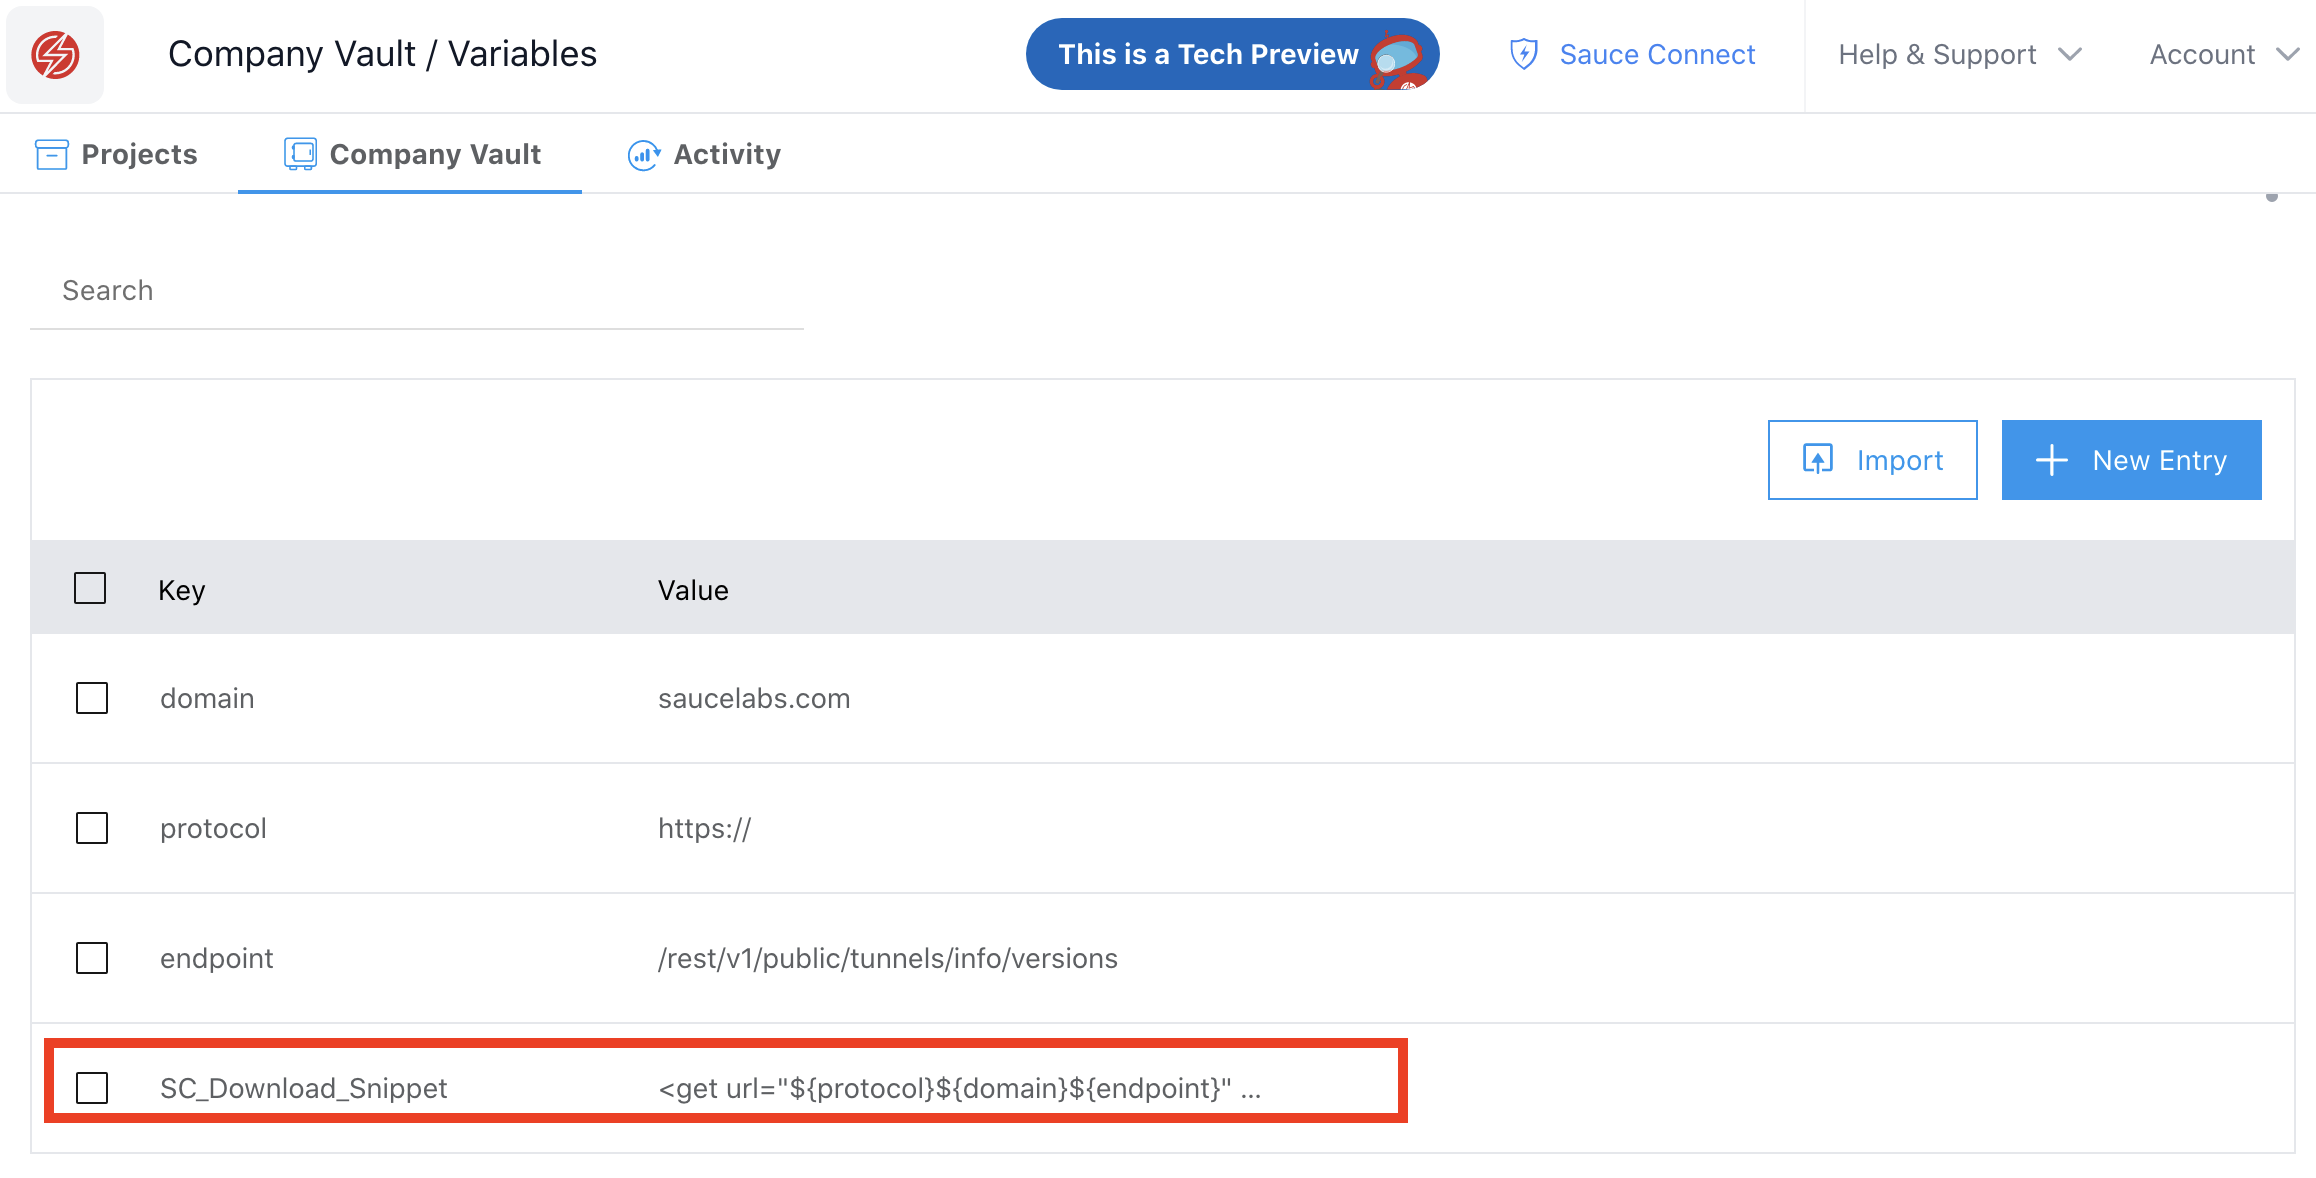 Company Vault / Variables
This is a Tech Preview
Sauce Connect
Help & Support
Account
Projects
Company Vault
Activity
Search
Import
New Entry
Key Value
domain saucelabs.com
protocol https://
endpoint /rest/v1/public/tunnels/info/versions
SC_Download_Snippet <get url="${protocol}${domain}${endpoint}" ...